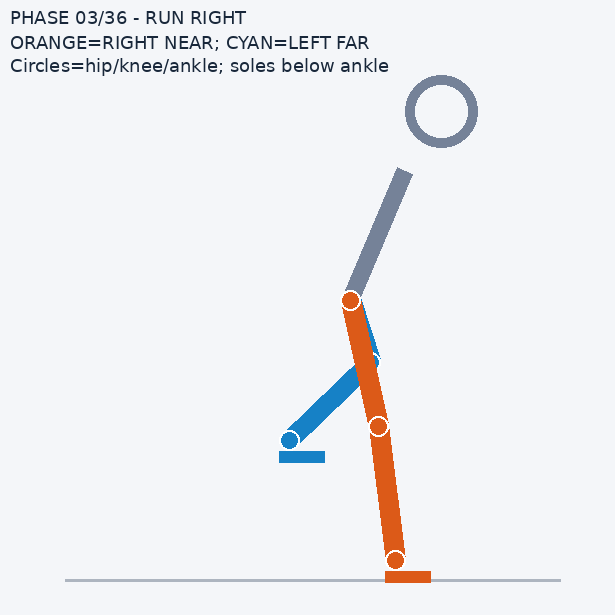 PHASE 03/36 - RUN RIGHT
ORANGE=RIGHT NEAR; CYAN=LEFT FAR
Circles=hip/knee/ankle; soles below ankle